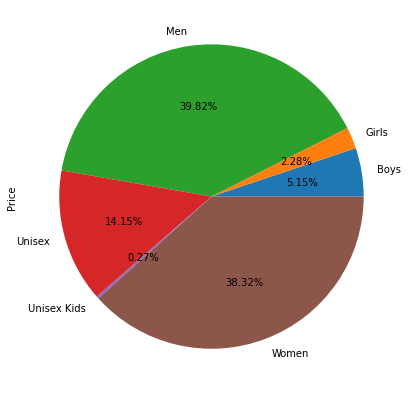 Men
39.82%
Girls
2.28%
Boys
5.15%
Price
14.15%
Unisex
0.27%
38.32%
Unisex Kids
Women